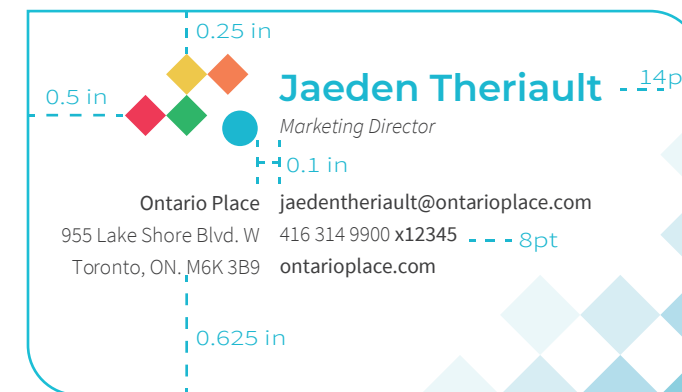 0.25 in
Jaeden Theriault
14p
0.5 in
Marketing Director
0.1 in
Ontario Place
955 Lake Shore Blvd. W
Toronto, ON. M6K 3B9
jaedentheriault@ontarioplace.com
416 314 9900 x12345
8pt
ontarioplace.com
0.625 in